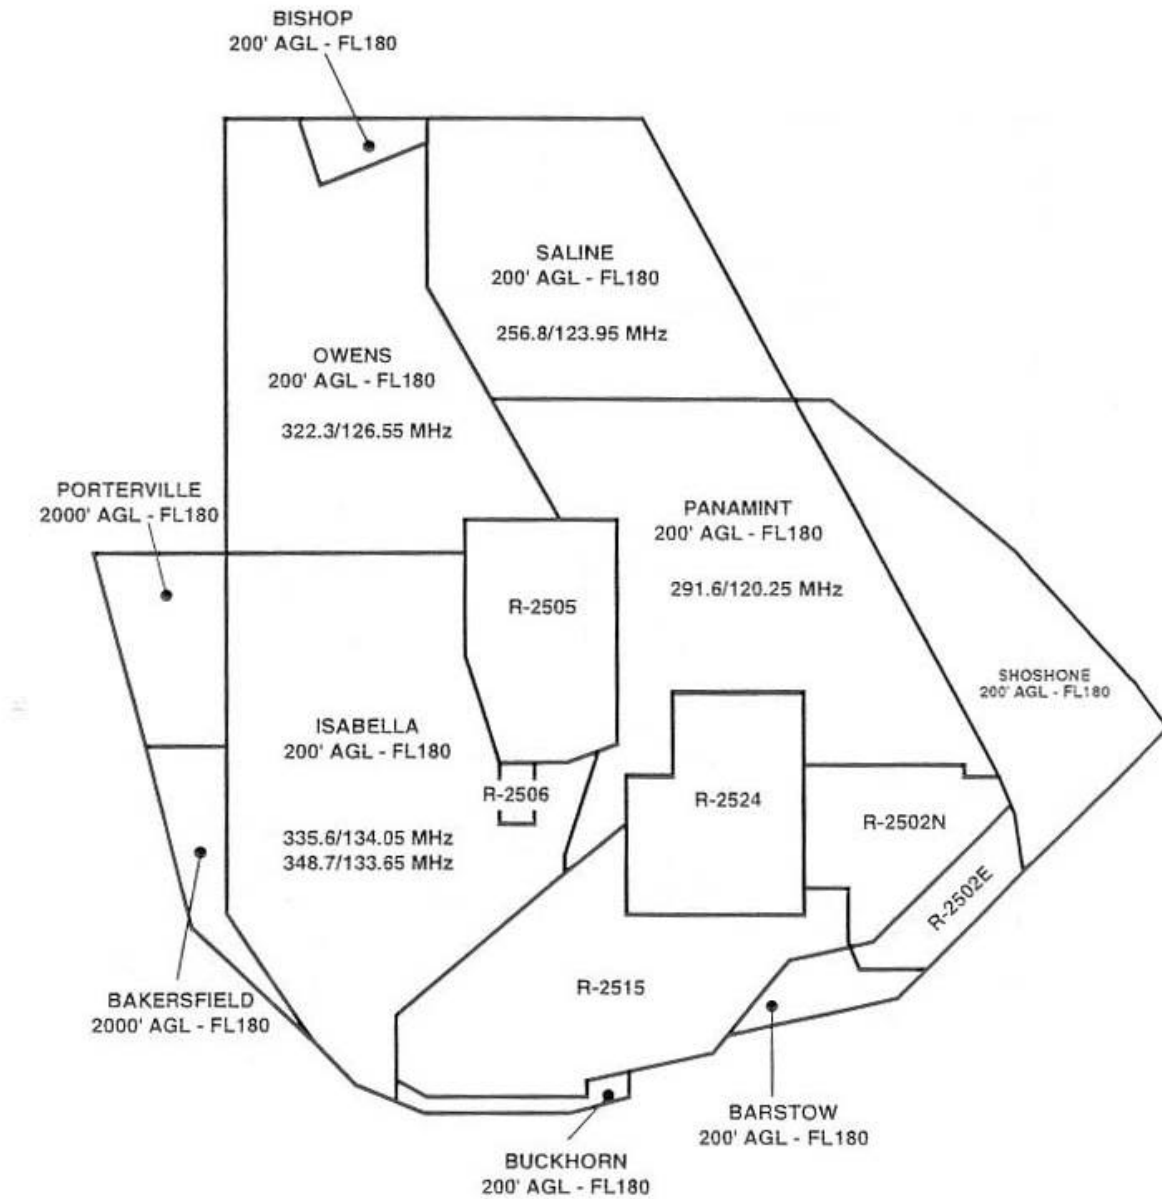 BISHOP
200' AGL - FL180
SALINE
200' AGL - FL180
256.8/123.95 MHz
OWENS
200' AGL - FL180
322.3/126.55 MHz
PORTERVILLE
2000' AGL - FL180
PANAMINT
200' AGL - FL180
291.6/120.25 MHz
R-2505
SHOSHONE
200' AGL - FL180
ISABELLA
200' AGL - FL180
R-2506
R-2524
R-2502N
335.6/134.05 MHz
348.7/133.65 MHz
R-2502E
R-2515
BAKERSFIELD
2000' AGL - FL180
BARSTOW
200' AGL - FL180
BUCKHORN
200' AGL - FL180